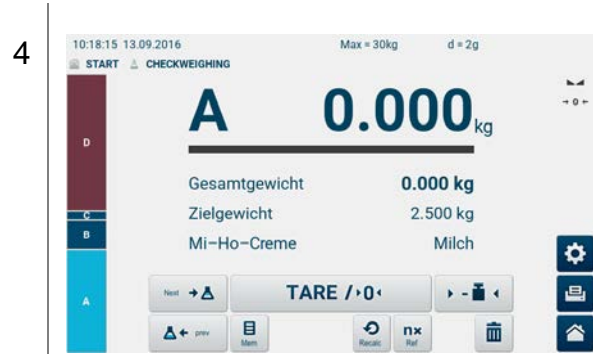 4
10:18:15 13.09.2016 Max = 30kg d = 2g
START CHECKWEIGHING
D
C
B
A
A 0.000 kg
→ 0 ←
Gesamtgewicht 0.000 kg
Zielgewicht 2.500 kg
Mi-Ho-Creme Milch
Next TARE / 0
prev Mem Recalc n× Ref